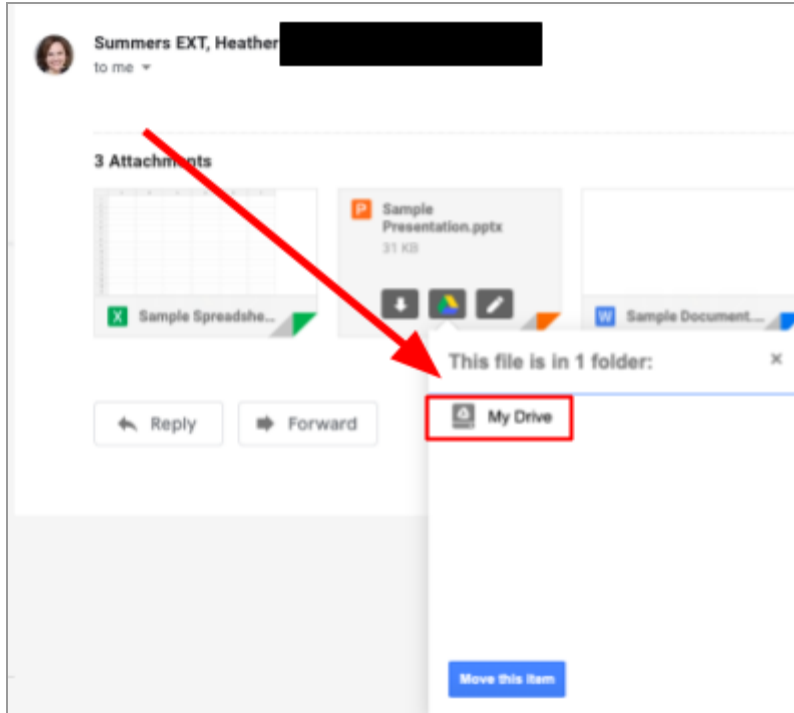 Summers EXT, Heather
to me
3 Attachments
Sample
Presentation.pptx
31 KB
Sample Spreadshe...
Sample Document....
This file is in 1 folder:
My Drive
Reply
Forward
Move this item